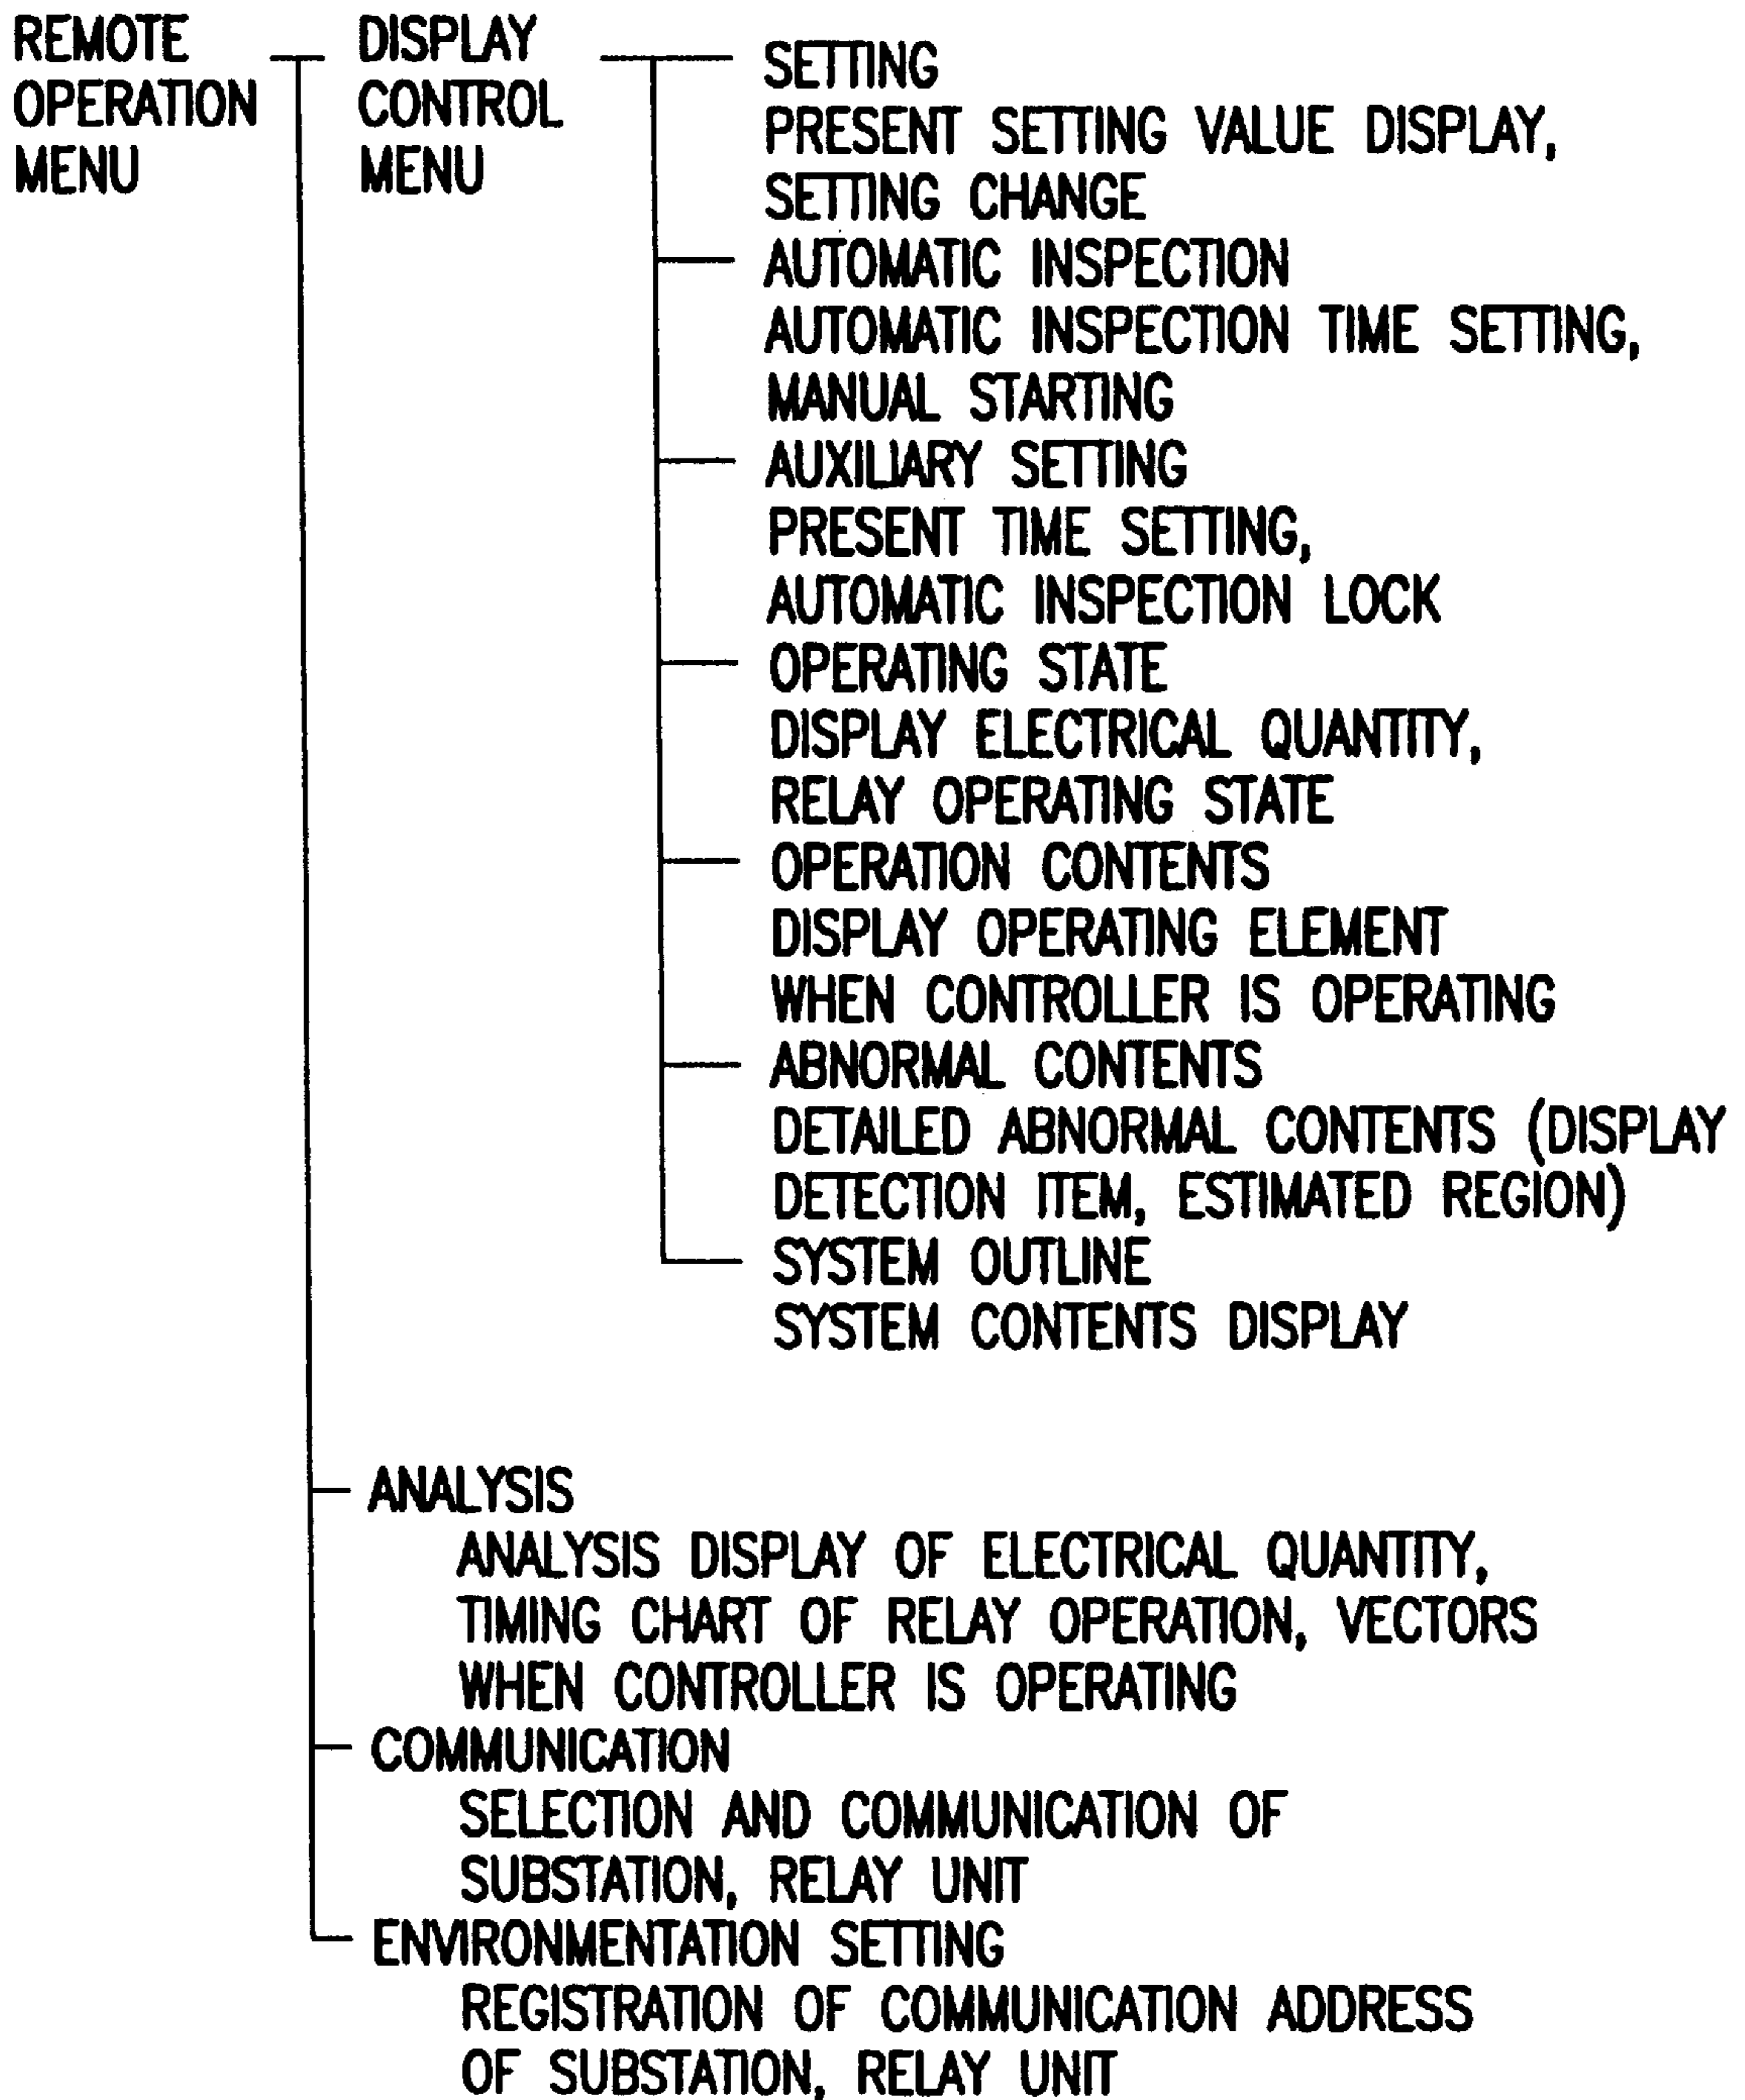 REMOTE
OPERATION
MENU
DISPLAY
CONTROL
MENU
SETTING
PRESENT SETTING VALUE DISPLAY,
SETTING CHANGE
AUTOMATIC INSPECTION
AUTOMATIC INSPECTION TIME SETTING,
MANUAL STARTING
AUXILIARY SETTING
PRESENT TIME SETTING,
AUTOMATIC INSPECTION LOCK
OPERATING STATE
DISPLAY ELECTRICAL QUANTITY,
RELAY OPERATING STATE
OPERATION CONTENTS
DISPLAY OPERATING ELEMENT
WHEN CONTROLLER IS OPERATING
ABNORMAL CONTENTS
DETAILED ABNORMAL CONTENTS (DISPLAY
DETECTION ITEM, ESTIMATED REGION)
SYSTEM OUTLINE
SYSTEM CONTENTS DISPLAY
ANALYSIS
ANALYSIS DISPLAY OF ELECTRICAL QUANTITY,
TIMING CHART OF RELAY OPERATION, VECTORS
WHEN CONTROLLER IS OPERATING
COMMUNICATION
SELECTION AND COMMUNICATION OF
SUBSTATION, RELAY UNIT
ENVIRONMENTATION SETTING
REGISTRATION OF COMMUNICATION ADDRESS
OF SUBSTATION, RELAY UNIT